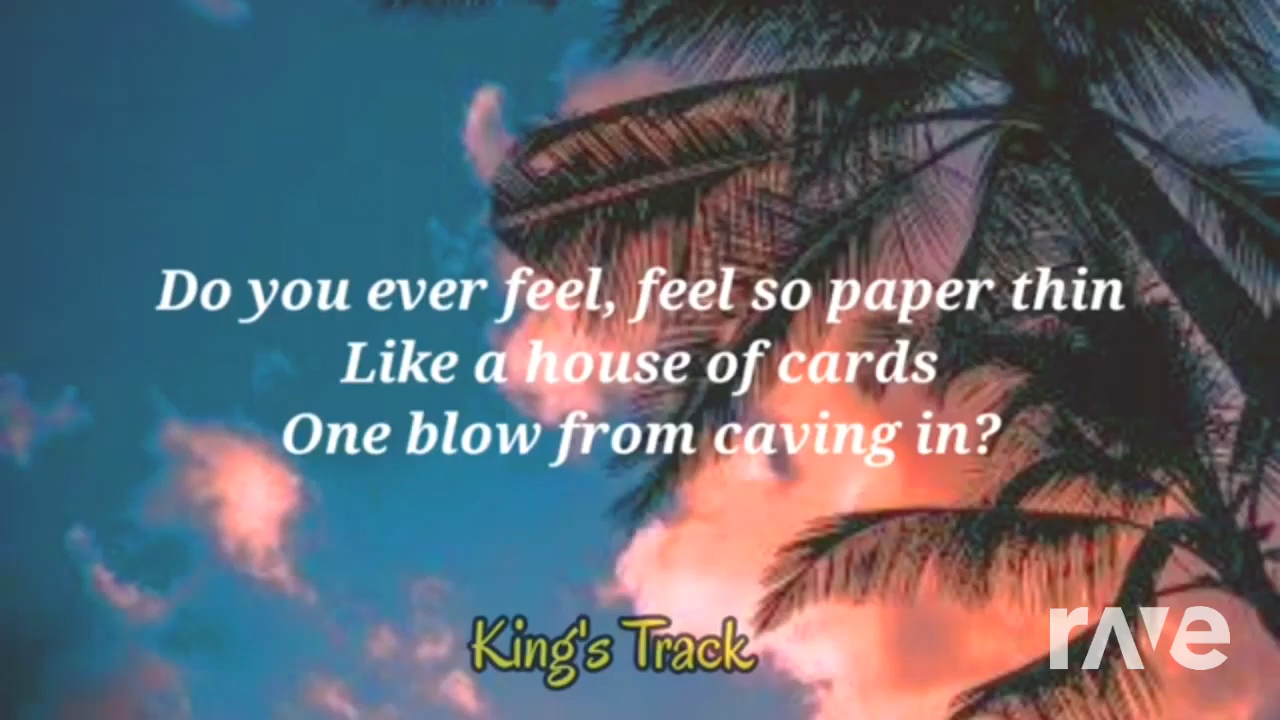 Do you ever feel, feel so paper thin
Like a house of cards
One blow from caving in?
King's Track
rave